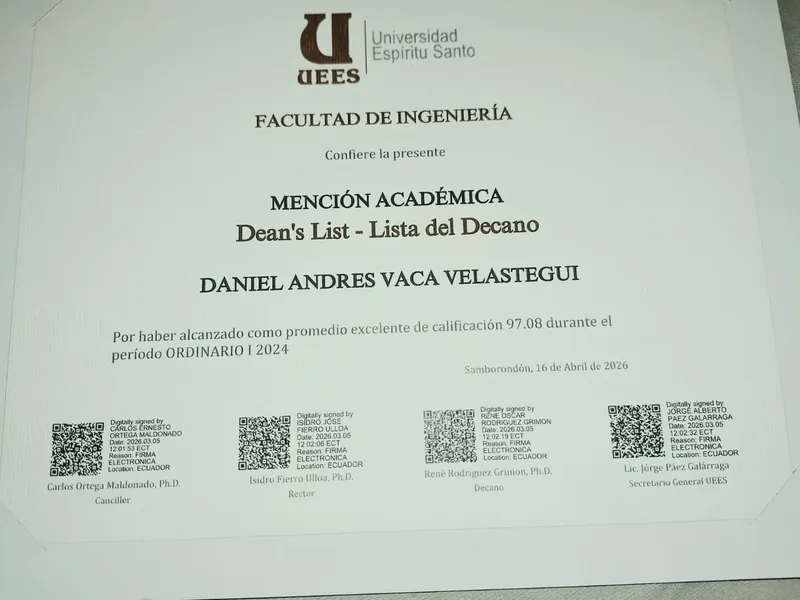 UEES
Universidad
Espíritu Santo
FACULTAD DE INGENIERÍA
Confiere la presente
MENCIÓN ACADÉMICA
Dean's List - Lista del Decano
DANIEL ANDRES VACA VELASTEGUI
Por haber alcanzado como promedio excelente de calificación 97.08 durante el
período ORDINARIO I 2024
Samborondón, 16 de Abril de 2026
Digitally signed by
CARLOS ERNESTO
ORTEGA MALDONADO
Date: 2026.03.05
12:01:53 ECT
Reason: FIRMA
ELECTRONICA
Location: ECUADOR
Carlos Ortega Maldonado, Ph.D.
Canciller
Digitally signed by
ISIDRO JOSE
FIERRO ULLOA
Date: 2026.03.05
12:02:06 ECT
Reason: FIRMA
ELECTRONICA
Location: ECUADOR
Isidro Fierro Ulloa, Ph.D.
Rector
Digitally signed by
RENE OSCAR
RODRIGUEZ GRIMON
Date: 2026.03.05
12:02:19 ECT
Reason: FIRMA
ELECTRONICA
Location: ECUADOR
René Rodríguez Grimon, Ph.D.
Decano
Digitally signed by
JORGE ALBERTO
PAEZ GALARRAGA
Date: 2026.03.05
12:02:32 ECT
Reason: FIRMA
ELECTRONICA
Location: ECUADOR
Lic. Jórge Páez Galárraga
Secretario General UEES